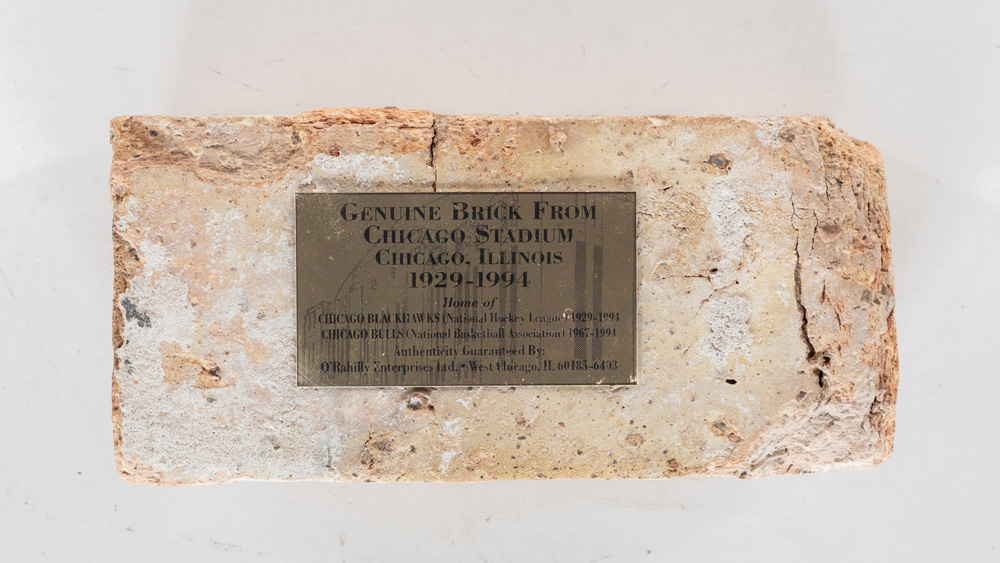 GENUINE BRICK FROM
CHICAGO STADIUM
CHICAGO, ILLINOIS
1929-1994
Home of
CHICAGO BLACKHAWKS (National Hockey League) 1929-1994
CHICAGO BULLS (National Basketball Association) 1967-1994
Authenticity Guaranteed By:
O'Rahilly Enterprises Ltd. • West Chicago, IL 60185-6493